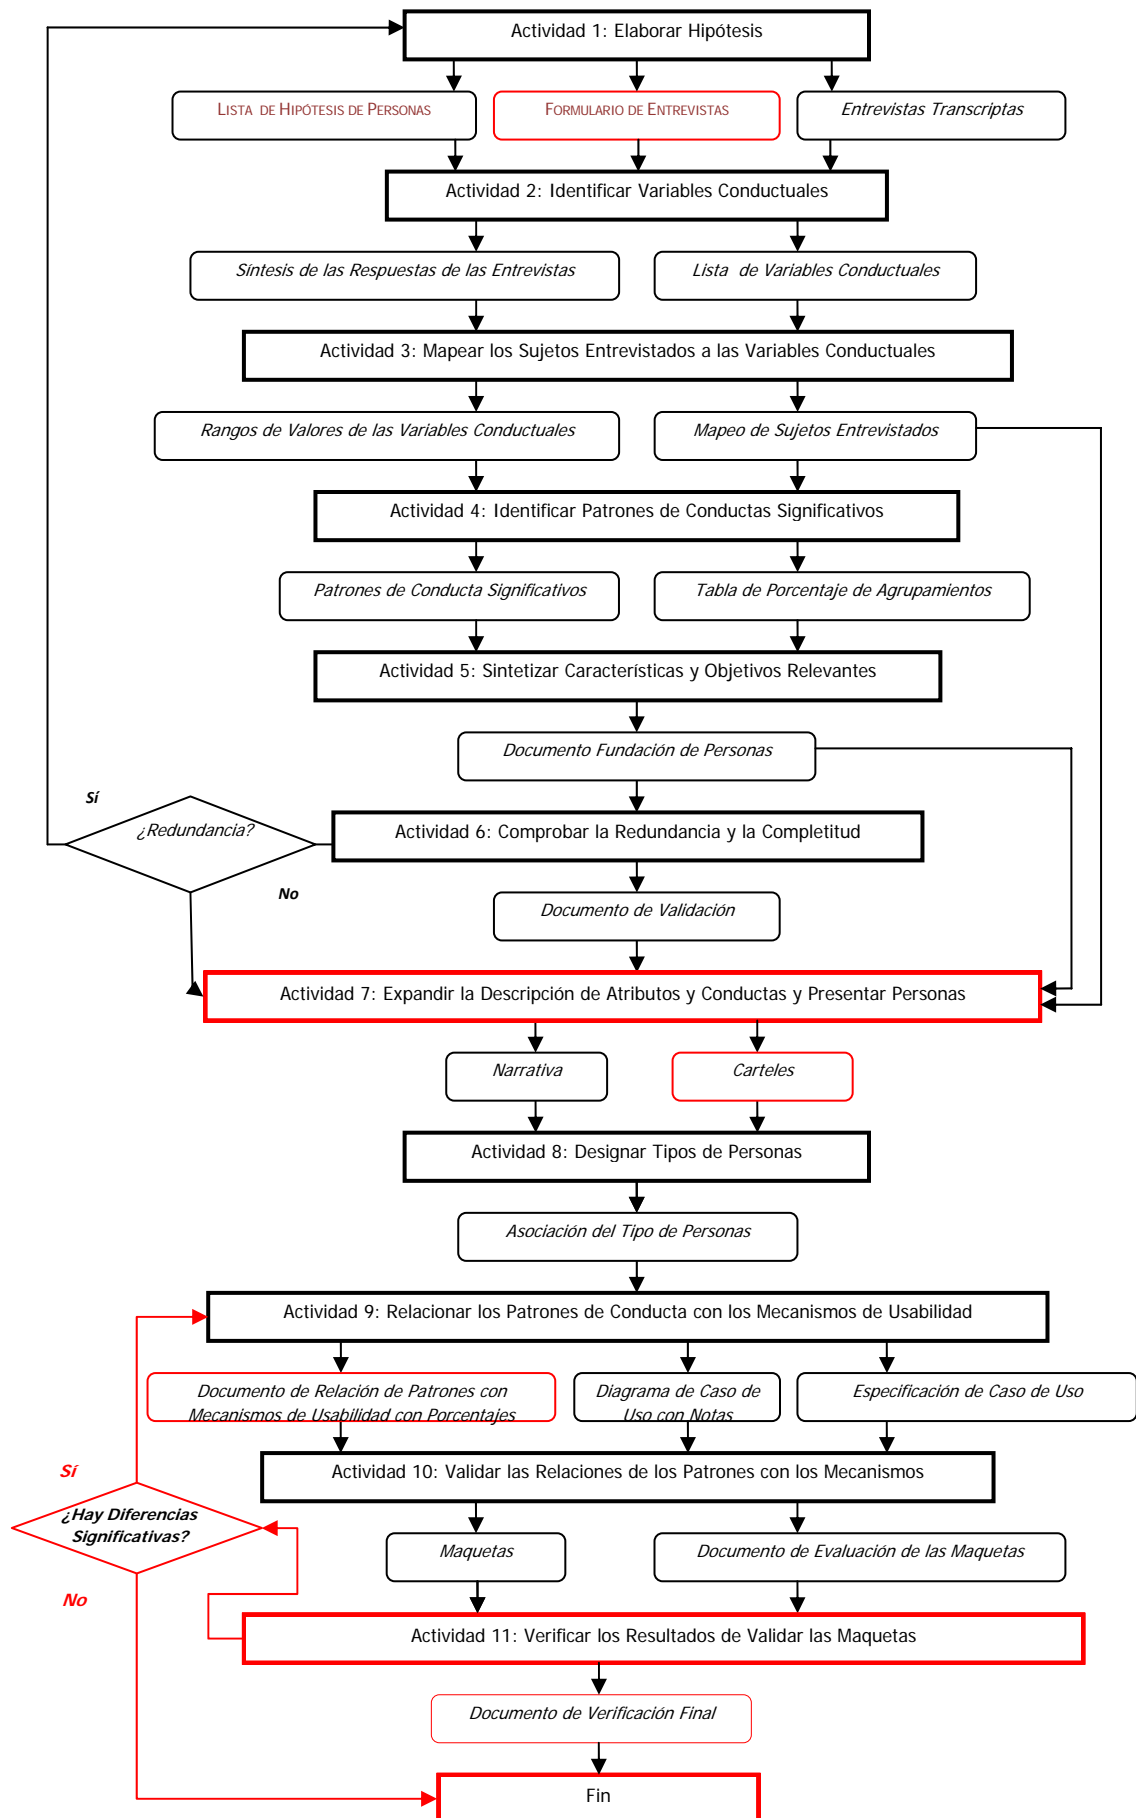 Actividad 1: Elaborar Hipótesis
LISTA DE HIPÓTESIS DE PERSONAS
FORMULARIO DE ENTREVISTAS
Entrevistas Transcriptas
Actividad 2: Identificar Variables Conductuales
Síntesis de las Respuestas de las Entrevistas
Lista de Variables Conductuales
Actividad 3: Mapear los Sujetos Entrevistados a las Variables Conductuales
Rangos de Valores de las Variables Conductuales
Mapeo de Sujetos Entrevistados
Actividad 4: Identificar Patrones de Conductas Significativos
Patrones de Conducta Significativos
Tabla de Porcentaje de Agrupamientos
Actividad 5: Sintetizar Características y Objetivos Relevantes
Documento Fundación de Personas
Sí
¿Redundancia?
Actividad 6: Comprobar la Redundancia y la Completitud
No
Documento de Validación
Actividad 7: Expandir la Descripción de Atributos y Conductas y Presentar Personas
Narrativa
Carteles
Actividad 8: Designar Tipos de Personas
Asociación del Tipo de Personas
Actividad 9: Relacionar los Patrones de Conducta con los Mecanismos de Usabilidad
Documento de Relación de Patrones con
Mecanismos de Usabilidad con Porcentajes
Diagrama de Caso de
Uso con Notas
Especificación de Caso de Uso
Actividad 10: Validar las Relaciones de los Patrones con los Mecanismos
Sí
¿Hay Diferencias
Significativas?
Maquetas
Documento de Evaluación de las Maquetas
No
Actividad 11: Verificar los Resultados de Validar las Maquetas
Documento de Verificación Final
Fin